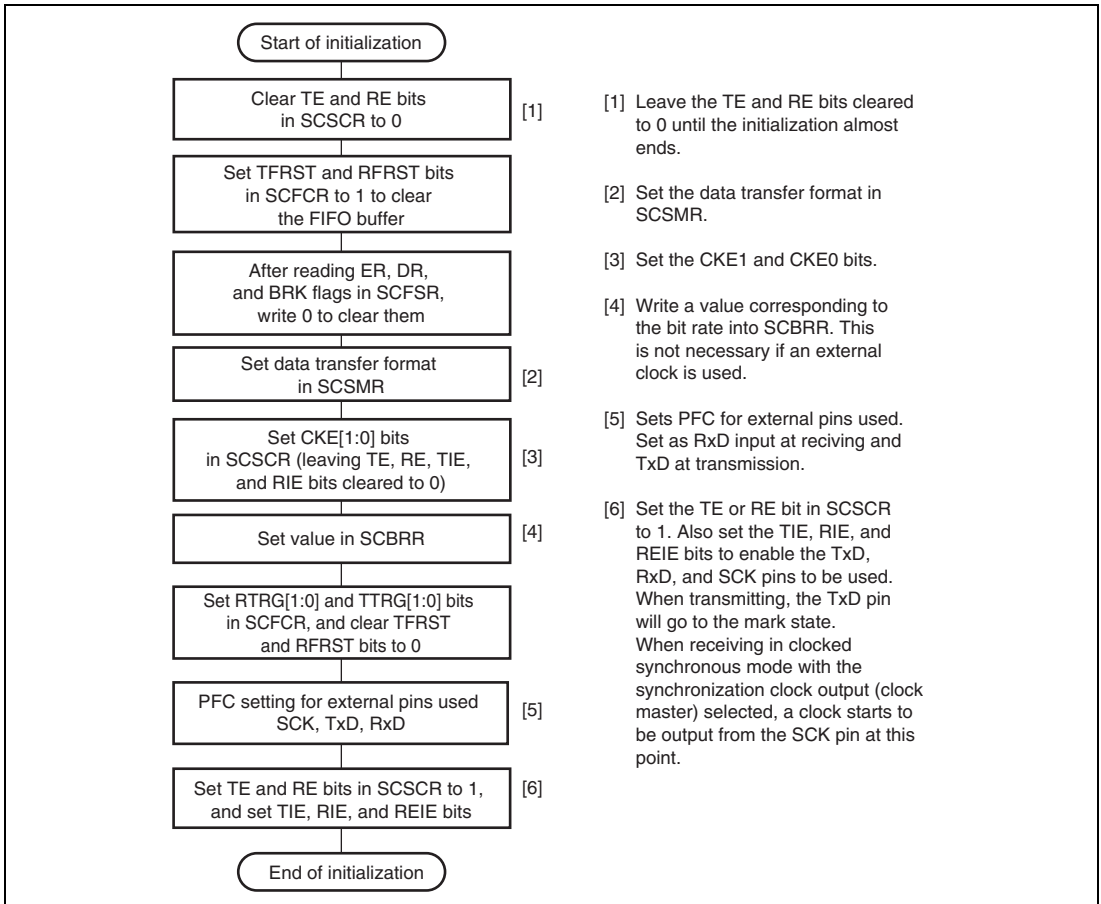 Start of initialization
Clear TE and RE bits
in SCSCR to 0
[1]
Set TFRST and RFRST bits
in SCFCR to 1 to clear
the FIFO buffer
After reading ER, DR,
and BRK flags in SCFSR,
write 0 to clear them
Set data transfer format
in SCSMR
[2]
Set CKE[1:0] bits
in SCSCR (leaving TE, RE, TIE,
and RIE bits cleared to 0)
[3]
Set value in SCBRR
[4]
Set RTRG[1:0] and TTRG[1:0] bits
in SCFCR, and clear TFRST
and RFRST bits to 0
PFC setting for external pins used
SCK, TxD, RxD
[5]
Set TE and RE bits in SCSCR to 1,
and set TIE, RIE, and REIE bits
[6]
End of initialization
[1] Leave the TE and RE bits cleared
to 0 until the initialization almost
ends.
[2] Set the data transfer format in
SCSMR.
[3] Set the CKE1 and CKE0 bits.
[4] Write a value corresponding to
the bit rate into SCBRR. This
is not necessary if an external
clock is used.
[5] Sets PFC for external pins used.
Set as RxD input at reciving and
TxD at transmission.
[6] Set the TE or RE bit in SCSCR
to 1. Also set the TIE, RIE, and
REIE bits to enable the TxD,
RxD, and SCK pins to be used.
When transmitting, the TxD pin
will go to the mark state.
When receiving in clocked
synchronous mode with the
synchronization clock output (clock
master) selected, a clock starts to
be output from the SCK pin at this
point.